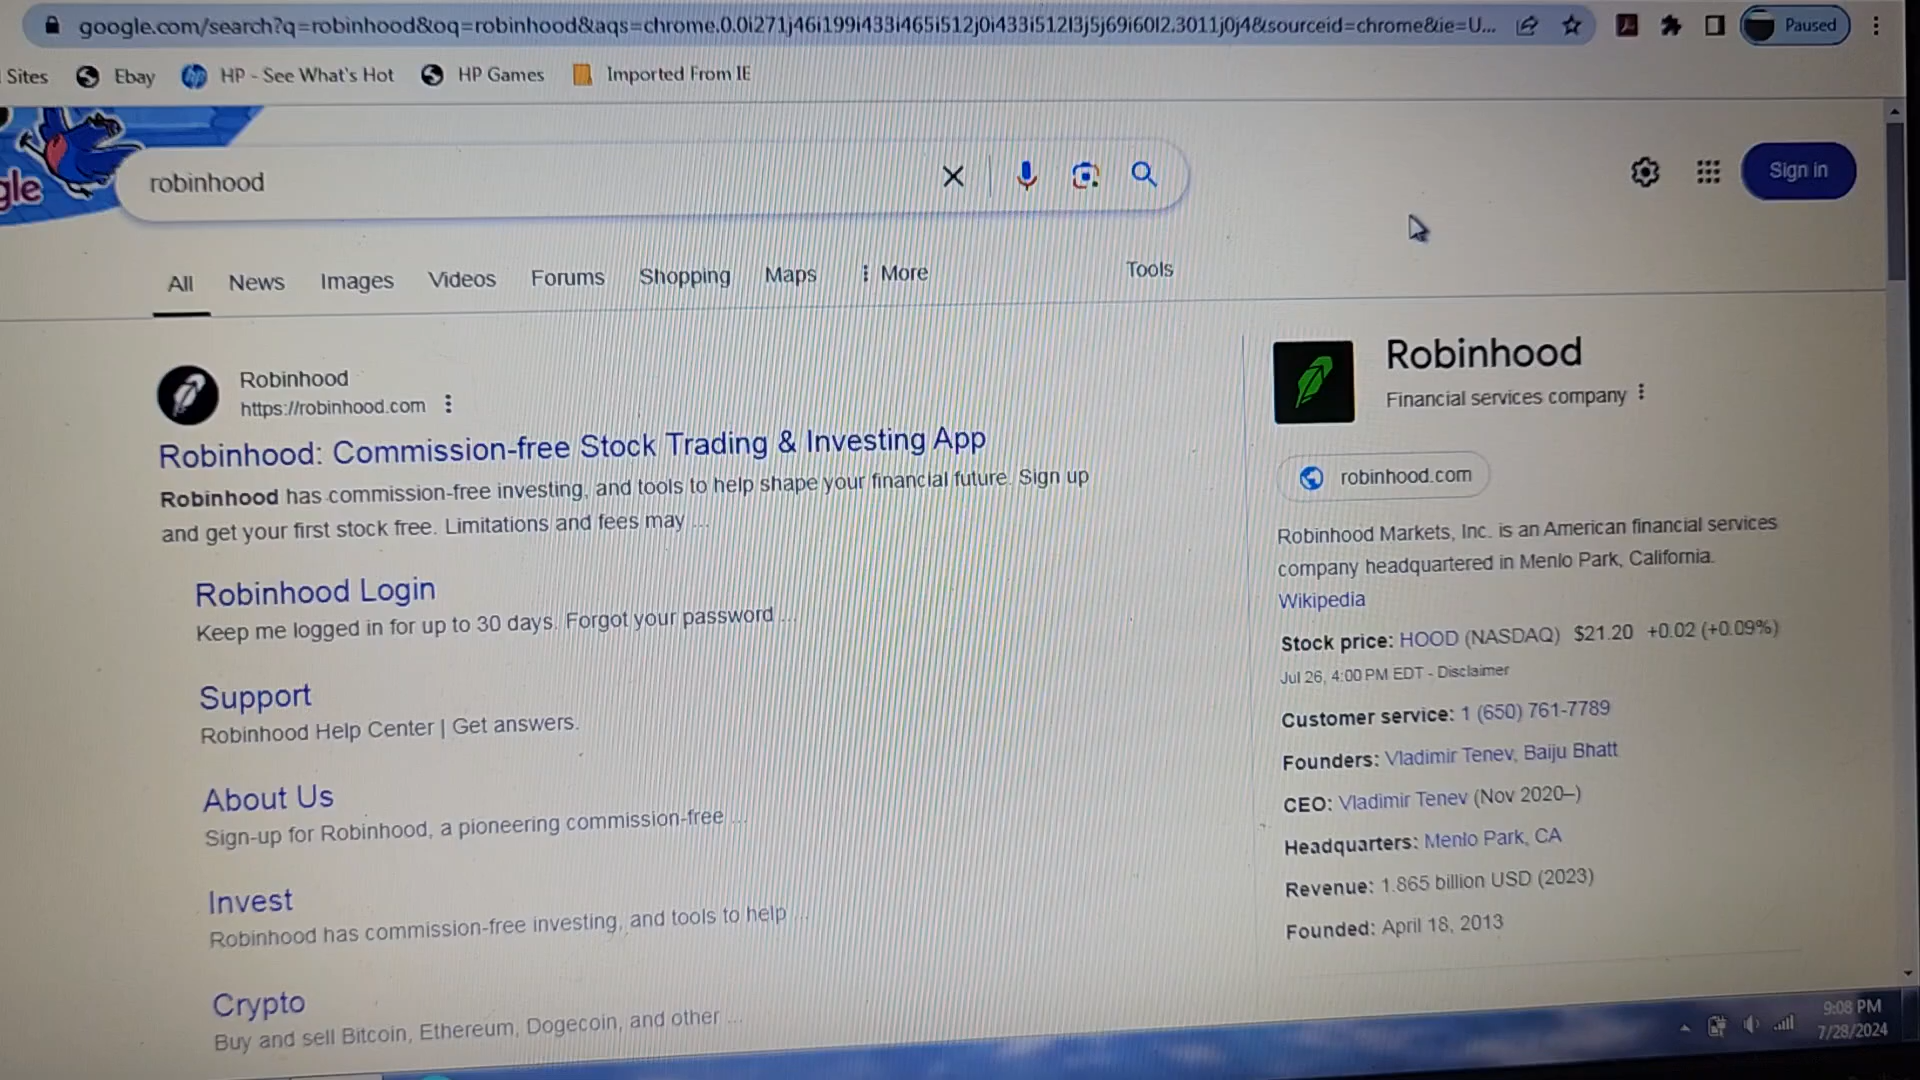 google.com/search?q=robinhood&oq=robinhood&aqs=chrome.0.0i271j46i199i433i465i512j0i433i512l3j5j69i60l2.3011j0j4&sourceid=chrome&ie=U...
Paused
Sites
Ebay
HP - See What's Hot
HP Games
Imported From IE
gle
robinhood
Sign in
All
News
Images
Videos
Forums
Shopping
Maps
More
Tools
Robinhood
https://robinhood.com
Robinhood: Commission-free Stock Trading & Investing App
Robinhood has commission-free investing, and tools to help shape your financial future. Sign up
and get your first stock free. Limitations and fees may ...
Robinhood Login
Keep me logged in for up to 30 days. Forgot your password ...
Support
Robinhood Help Center | Get answers.
About Us
Sign-up for Robinhood, a pioneering commission-free ...
Invest
Robinhood has commission-free investing, and tools to help ...
Crypto
Buy and sell Bitcoin, Ethereum, Dogecoin, and other ...
Robinhood
Financial services company
robinhood.com
Robinhood Markets, Inc. is an American financial services
company headquartered in Menlo Park, California.
Wikipedia
Stock price: HOOD (NASDAQ) $21.20 +0.02 (+0.09%)
Jul 26, 4:00 PM EDT - Disclaimer
Customer service: 1 (650) 761-7789
Founders: Vladimir Tenev, Baiju Bhatt
CEO: Vladimir Tenev (Nov 2020–)
Headquarters: Menlo Park, CA
Revenue: 1.865 billion USD (2023)
Founded: April 18, 2013
9:08 PM
7/28/2024